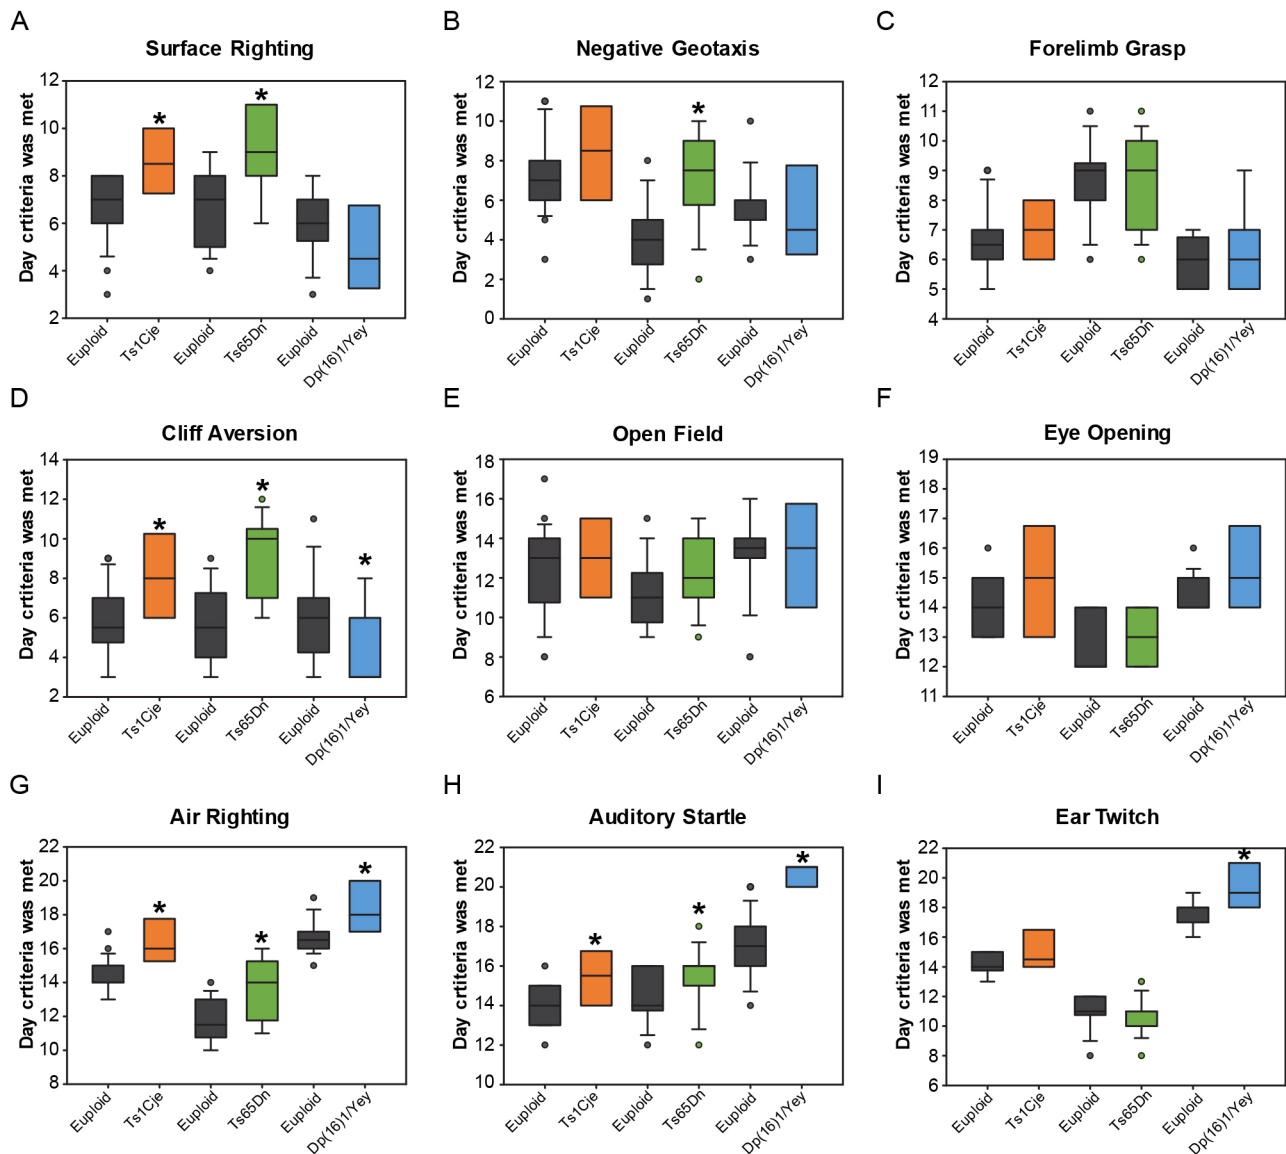 A
B
C
Surface Righting
Negative Geotaxis
Forelimb Grasp
Day crtiteria was met
12
10
8
6
4
2
*
*
Euploid
Ts1Cje
Euploid
Ts65Dn
Euploid
Dp(16)1/Yey
Day crtiteria was met
12
10
8
6
4
2
0
*
Euploid
Ts1Cje
Euploid
Ts65Dn
Euploid
Dp(16)1/Yey
Day crtiteria was met
12
11
10
9
8
7
6
5
4
Euploid
Ts1Cje
Euploid
Ts65Dn
Euploid
Dp(16)1/Yey
D
E
F
Cliff Aversion
Open Field
Eye Opening
Day crtiteria was met
14
12
10
8
6
4
2
*
*
*
Euploid
Ts1Cje
Euploid
Ts65Dn
Euploid
Dp(16)1/Yey
Day crtiteria was met
18
16
14
12
10
8
6
Euploid
Ts1Cje
Euploid
Ts65Dn
Euploid
Dp(16)1/Yey
Day crtiteria was met
19
18
17
16
15
14
13
12
11
Euploid
Ts1Cje
Euploid
Ts65Dn
Euploid
Dp(16)1/Yey
G
H
I
Air Righting
Auditory Startle
Ear Twitch
Day crtiteria was met
22
20
18
16
14
12
10
8
*
*
*
Euploid
Ts1Cje
Euploid
Ts65Dn
Euploid
Dp(16)1/Yey
Day crtiteria was met
22
20
18
16
14
12
10
*
*
*
Euploid
Ts1Cje
Euploid
Ts65Dn
Euploid
Dp(16)1/Yey
Day crtiteria was met
22
20
18
16
14
12
10
8
6
*
Euploid
Ts1Cje
Euploid
Ts65Dn
Euploid
Dp(16)1/Yey